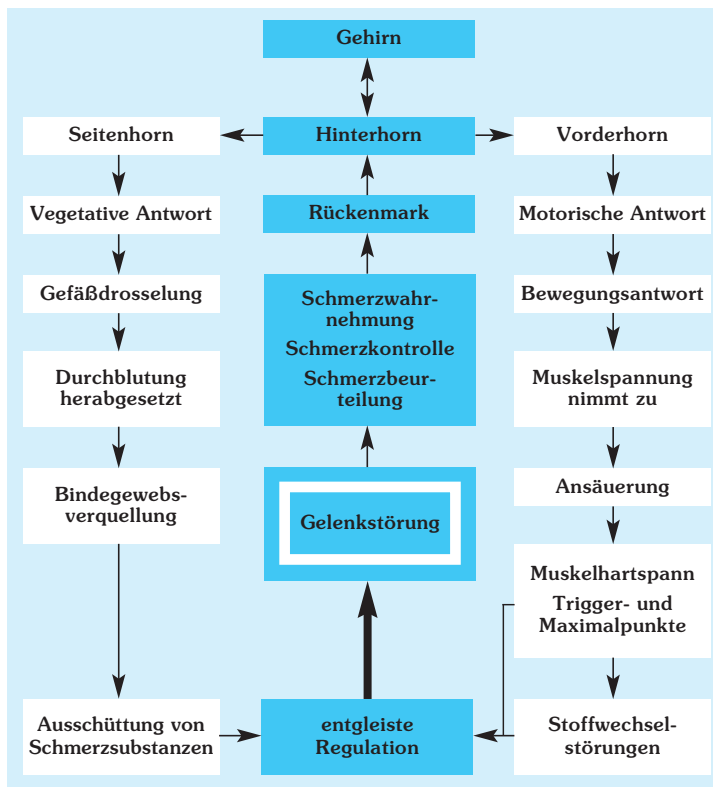 Gehirn
Seitenhorn
Hinterhorn
Vorderhorn
Vegetative Antwort
Rückenmark
Motorische Antwort
Gefäßdrosselung
Schmerzwahr-
nehmung
Schmerzkontrolle
Schmerzbeur-
teilung
Bewegungsantwort
Durchblutung
herabgesetzt
Muskelspannung
nimmt zu
Bindegewebs-
verquellung
Gelenkstörung
Ansäuerung
Muskelhartspann
Trigger- und
Maximalpunkte
Ausschüttung von
Schmerzsubstanzen
entgleiste
Regulation
Stoffwechsel-
störungen